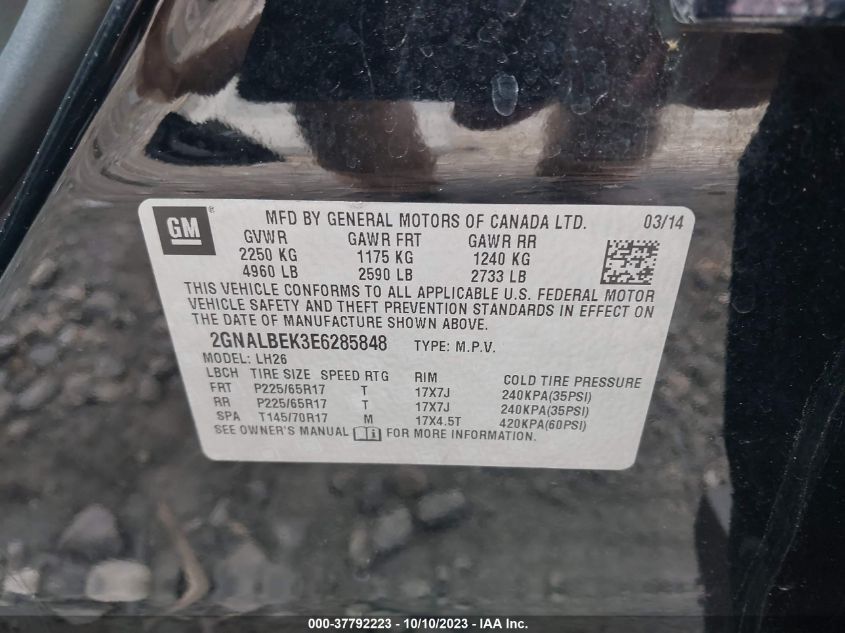 GM ®
MFD BY GENERAL MOTORS OF CANADA LTD. 03/14
GVWR GAWR FRT GAWR RR
2250 KG 1175 KG 1240 KG
4960 LB 2590 LB 2733 LB
THIS VEHICLE CONFORMS TO ALL APPLICABLE U.S. FEDERAL MOTOR
VEHICLE SAFETY AND THEFT PREVENTION STANDARDS IN EFFECT ON
THE DATE OF MANUFACTURE SHOWN ABOVE.
2GNALBEK3E6285848 TYPE: M.P.V.
MODEL: LH26
LBCH TIRE SIZE SPEED RTG RIM COLD TIRE PRESSURE
FRT P225/65R17 T 17X7J 240KPA(35PSI)
RR P225/65R17 T 17X7J 240KPA(35PSI)
SPA T145/70R17 M 17X4.5T 420KPA(60PSI)
SEE OWNER'S MANUAL FOR MORE INFORMATION.
000-37792223 - 10/10/2023 - IAA Inc.